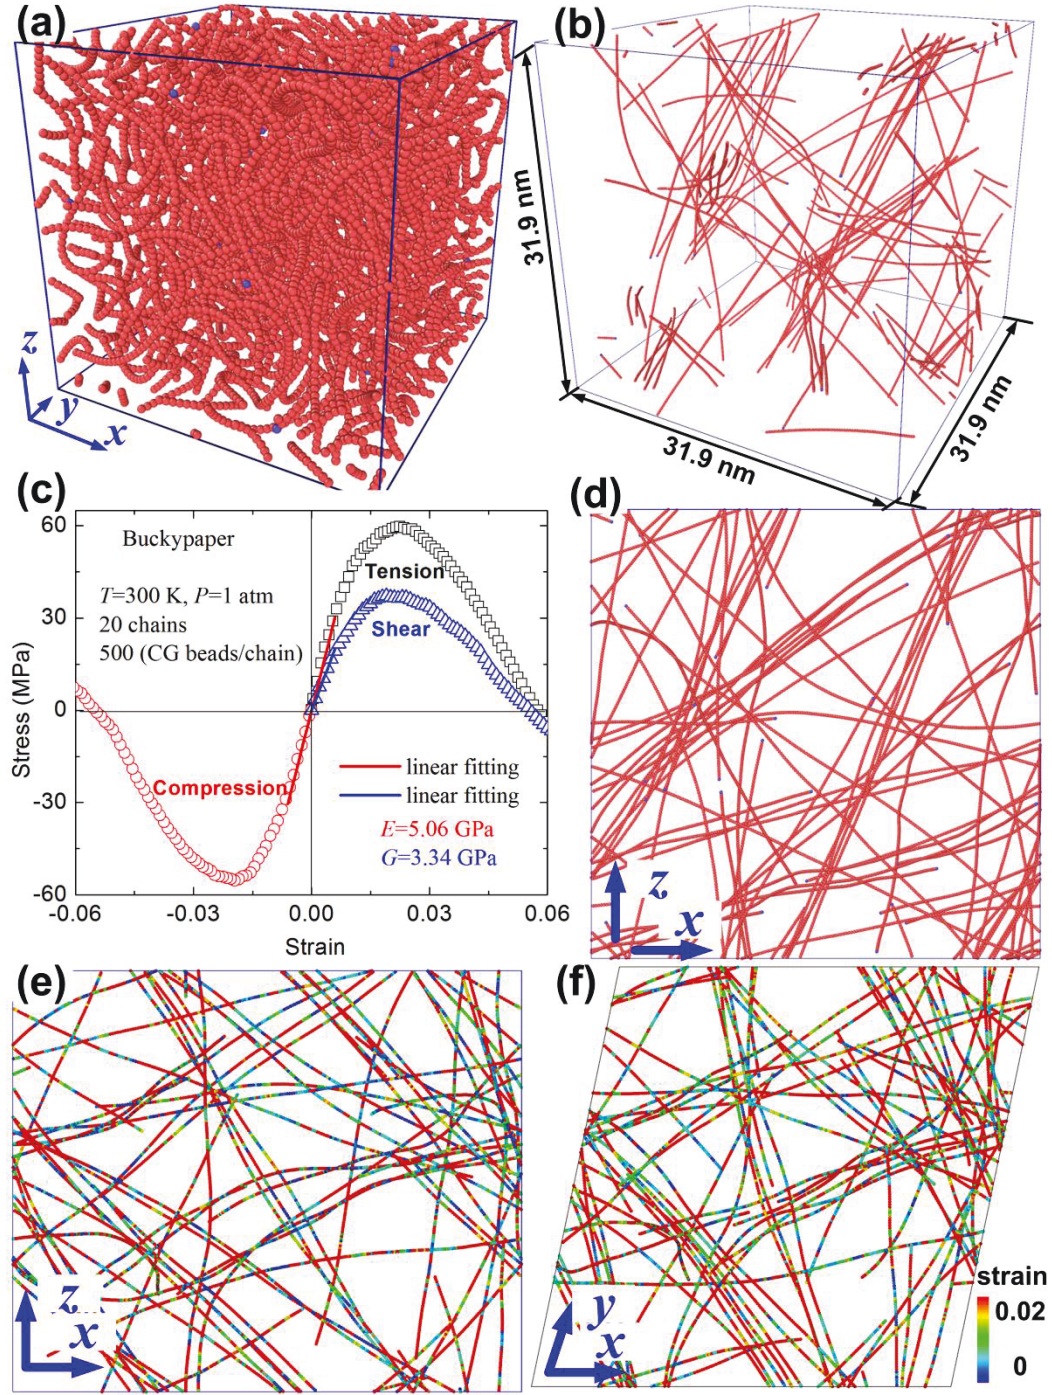 (a)
z
y
x
(b)
31.9 nm
31.9 nm
31.9 nm
(c)
60
30
0
-30
-60
Stress (MPa)
Buckypaper
T=300 K, P=1 atm
20 chains
500 (CG beads/chain)
Tension
Shear
Compression
linear fitting
linear fitting
E=5.06 GPa
G=3.34 GPa
-0.06
-0.03
0.00
0.03
0.06
Strain
(d)
z
x
(e)
z
x
(f)
y
x
strain
0.02
0